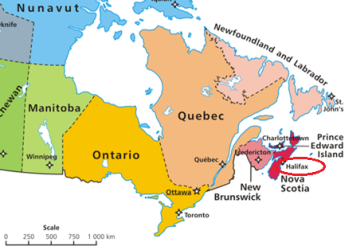 Nunavut
knife
Newfoundland and Labrador
St.
John's
Manitoba
Quebec
Charlottetown
Prince
Edward
Island
Fredericton
Halifax
Winnipeg
Ontario
Québec
Nova
Scotia
New
Brunswick
Ottawa
Toronto
Scale
0 250 500 750 1 000 km